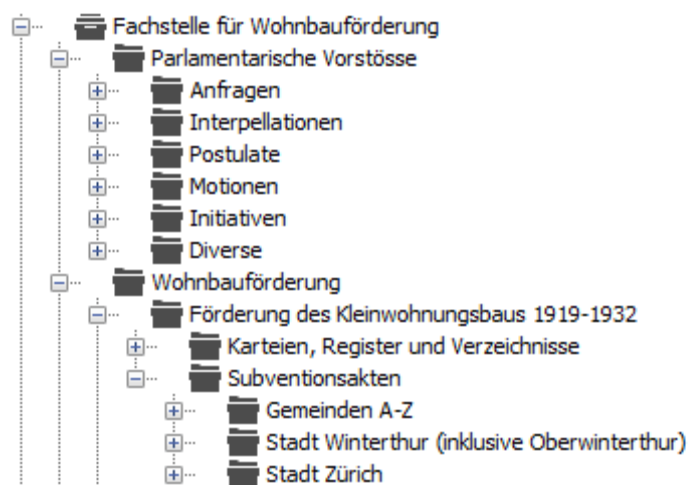 Fachstelle für Wohnbauförderung
Parlamentarische Vorstösse
Anfragen
Interpellationen
Postulate
Motionen
Initiativen
Diverse
Wohnbauförderung
Förderung des Kleinwohnungsbaus 1919-1932
Karteien, Register und Verzeichnisse
Subventionsakten
Gemeinden A-Z
Stadt Winterthur (inklusive Oberwinterthur)
Stadt Zürich